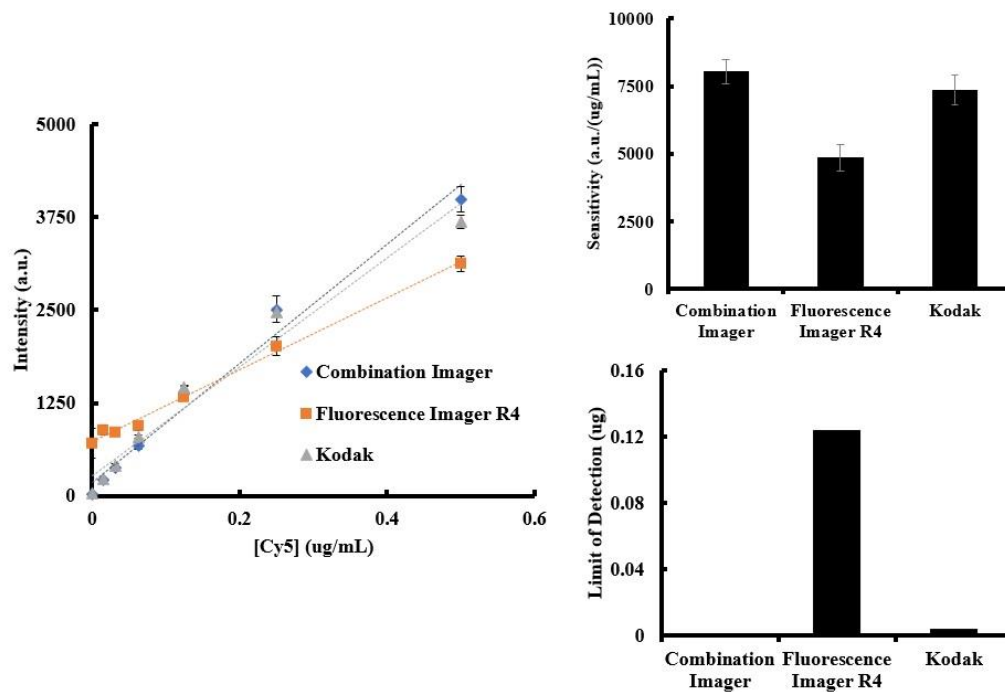 5000
3750
2500
1250
0
Intensity (a.u.)
0
0.2
0.4
0.6
[Cy5] (ug/mL)
Combination Imager
Fluorescence Imager R4
Kodak
10000
7500
5000
2500
0
Sensitivity (a.u./(ug/mL))
Combination
Imager
Fluorescence
Imager R4
Kodak
0.16
0.12
0.08
0.04
0
Limit of Detection (ug)
Combination
Imager
Fluorescence
Imager R4
Kodak